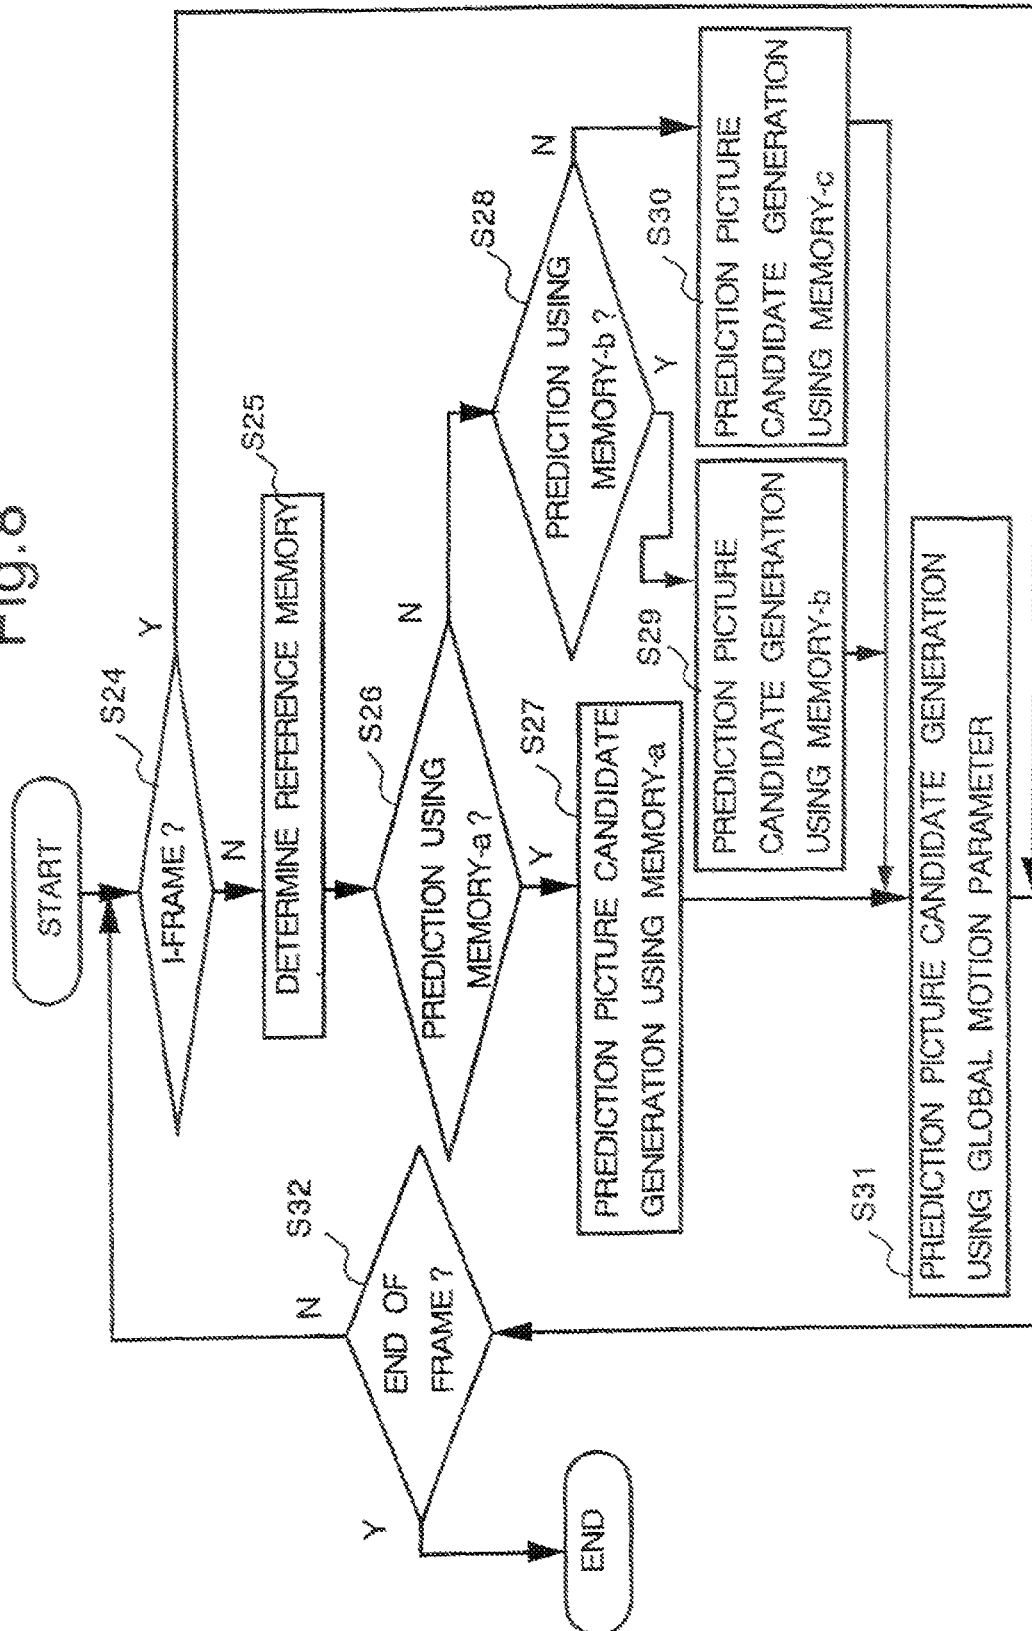 Fig.8
START
S24
I-FRAME ?
Y
N
S25
DETERMINE REFERENCE MEMORY
S26
PREDICTION USING
MEMORY-a ?
N
Y
S27
PREDICTION PICTURE CANDIDATE
GENERATION USING MEMORY-a
S28
PREDICTION USING
MEMORY-b ?
N
Y
S29
PREDICTION PICTURE
CANDIDATE GENERATION
USING MEMORY-b
S30
PREDICTION PICTURE
CANDIDATE GENERATION
USING MEMORY-c
S31
PREDICTION PICTURE CANDIDATE GENERATION
USING GLOBAL MOTION PARAMETER
S32
END OF
FRAME ?
N
Y
END